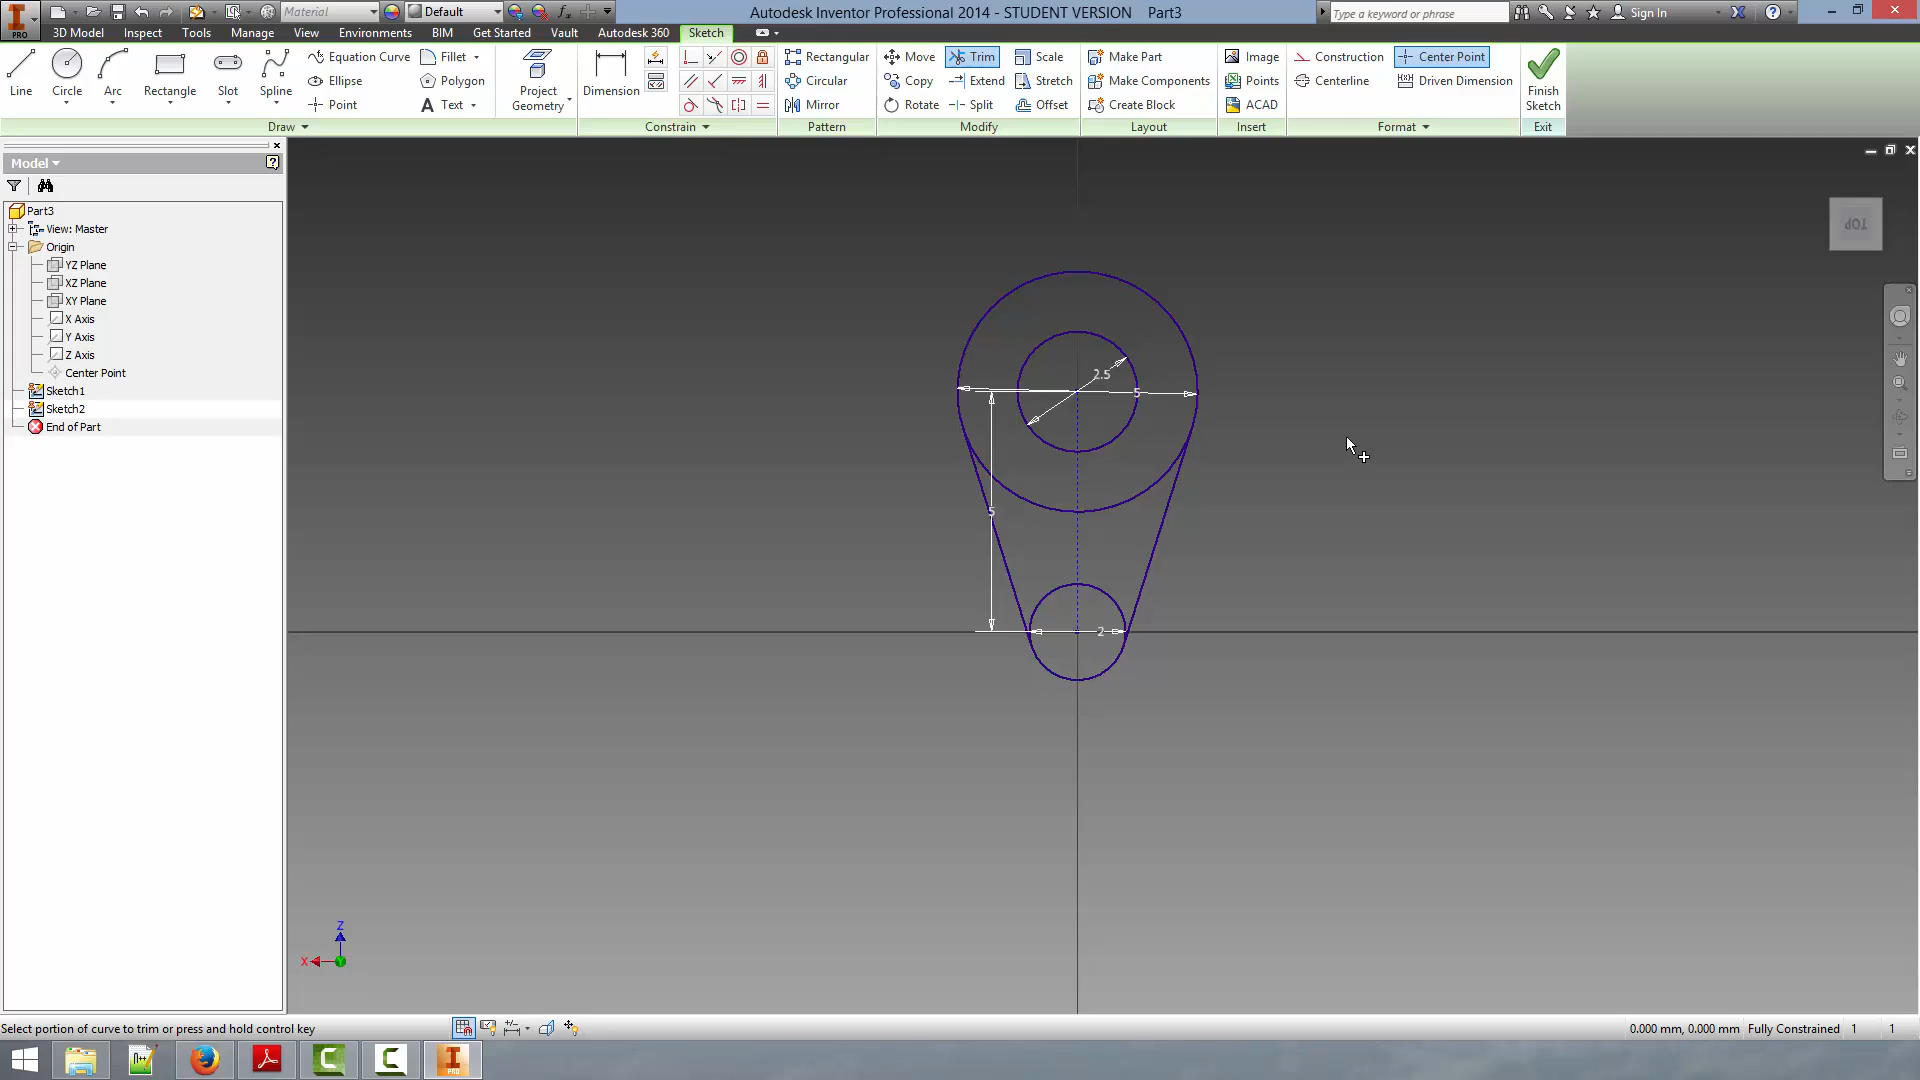 Material
Default
Autodesk Inventor Professional 2014 - STUDENT VERSION Part3
Type a keyword or phrase
Sign In
PRO
3D Model Inspect Tools Manage View Environments BIM Get Started Vault Autodesk 360 Sketch
Line Circle Arc Rectangle Slot Spline
Equation Curve Fillet
Ellipse Polygon
Point Text
Project Geometry
Dimension
Rectangular
Circular
Mirror
Move Trim Scale
Copy Extend Stretch
Rotate Split Offset
Make Part
Make Components
Create Block
Image
Points
ACAD
Construction Center Point
Centerline Driven Dimension
Finish Sketch
Draw Constrain Pattern Modify Layout Insert Format Exit
Model
Part3
View: Master
Origin
YZ Plane
XZ Plane
XY Plane
X Axis
Y Axis
Z Axis
Center Point
Sketch1
Sketch2
End of Part
TOP
2.5
5
5
2
Z
X
Select portion of curve to trim or press and hold control key
0.000 mm, 0.000 mm Fully Constrained 1 1
PRO